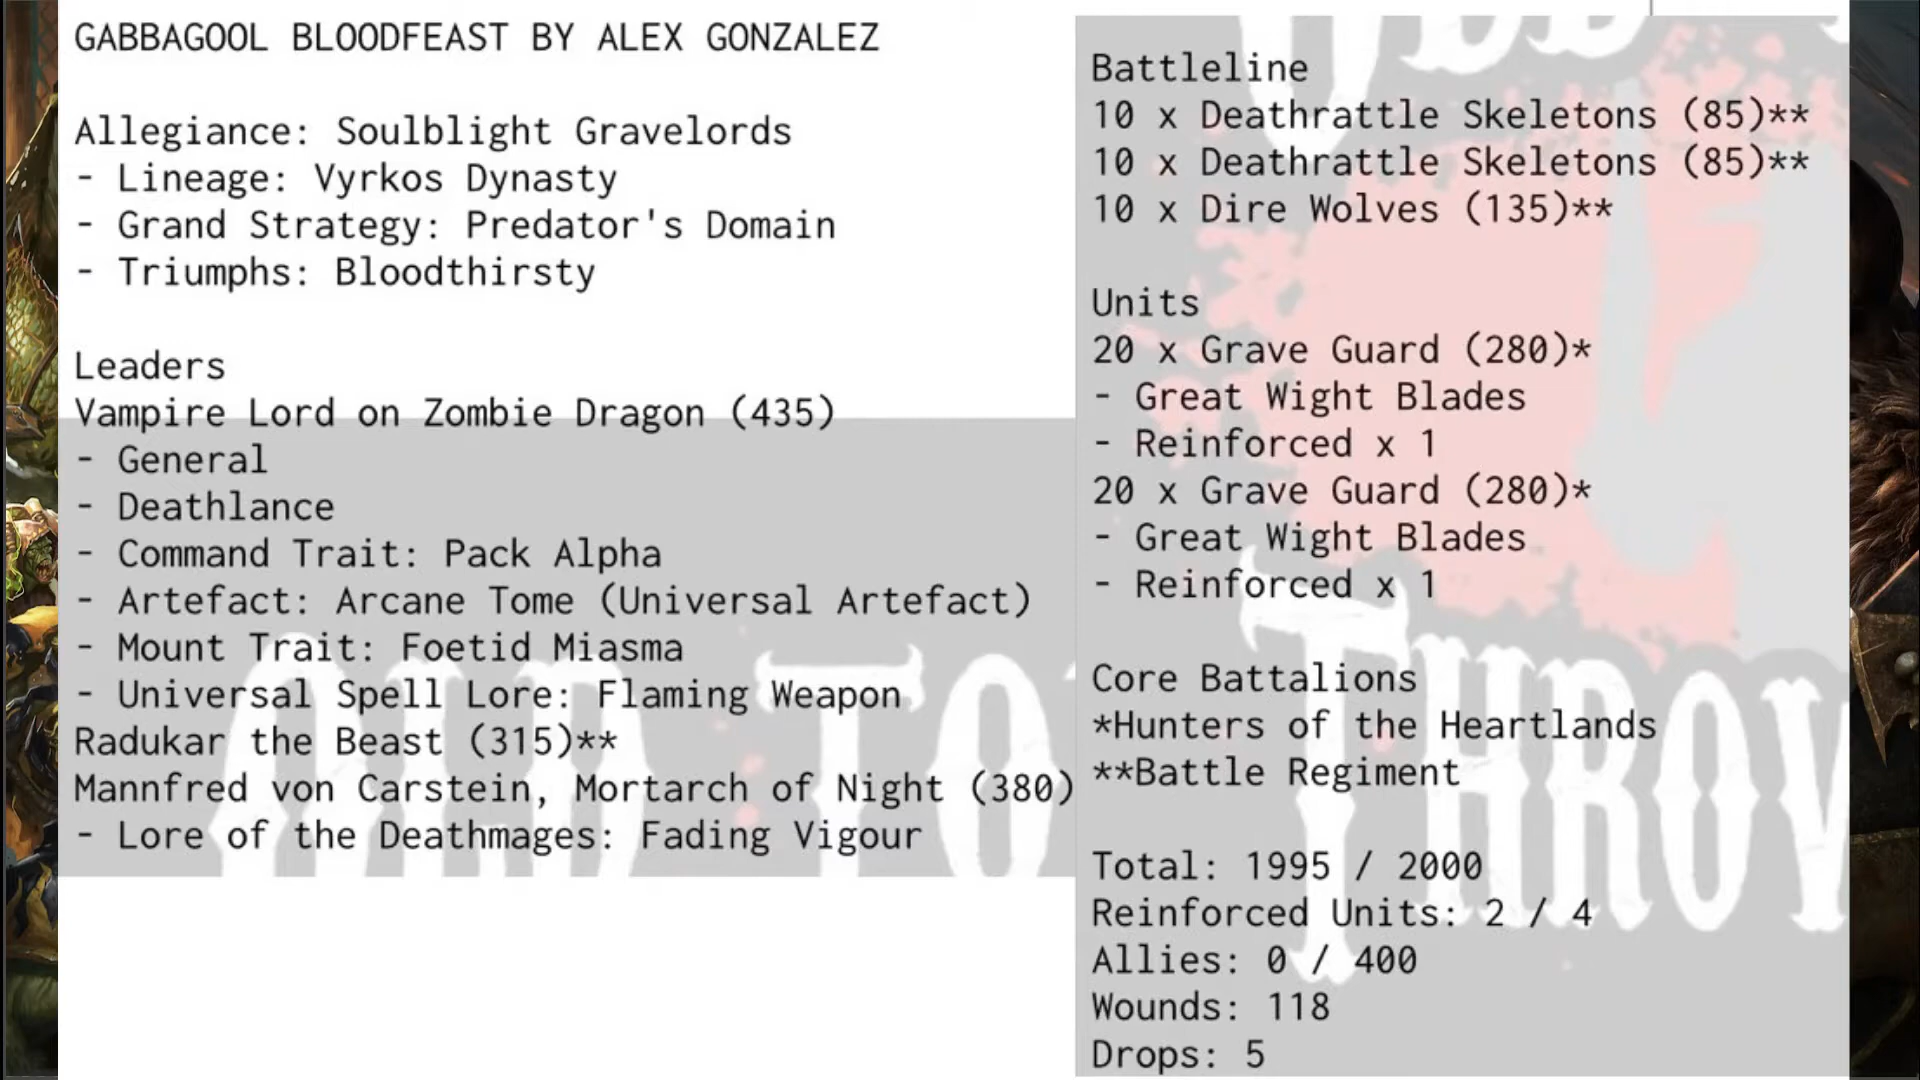 GABBAGOOL BLOODFEAST BY ALEX GONZALEZ
Allegiance: Soulblight Gravelords
- Lineage: Vyrkos Dynasty
- Grand Strategy: Predator's Domain
- Triumphs: Bloodthirsty
Leaders
Vampire Lord on Zombie Dragon (435)
- General
- Deathlance
- Command Trait: Pack Alpha
- Artefact: Arcane Tome (Universal Artefact)
- Mount Trait: Foetid Miasma
- Universal Spell Lore: Flaming Weapon
Radukar the Beast (315)**
Mannfred von Carstein, Mortarch of Night (380)
- Lore of the Deathmages: Fading Vigour
Battleline
10 x Deathrattle Skeletons (85)**
10 x Deathrattle Skeletons (85)**
10 x Dire Wolves (135)**
Units
20 x Grave Guard (280)*
- Great Wight Blades
- Reinforced x 1
20 x Grave Guard (280)*
- Great Wight Blades
- Reinforced x 1
Core Battalions
*Hunters of the Heartlands
**Battle Regiment
Total: 1995 / 2000
Reinforced Units: 2 / 4
Allies: 0 / 400
Wounds: 118
Drops: 5